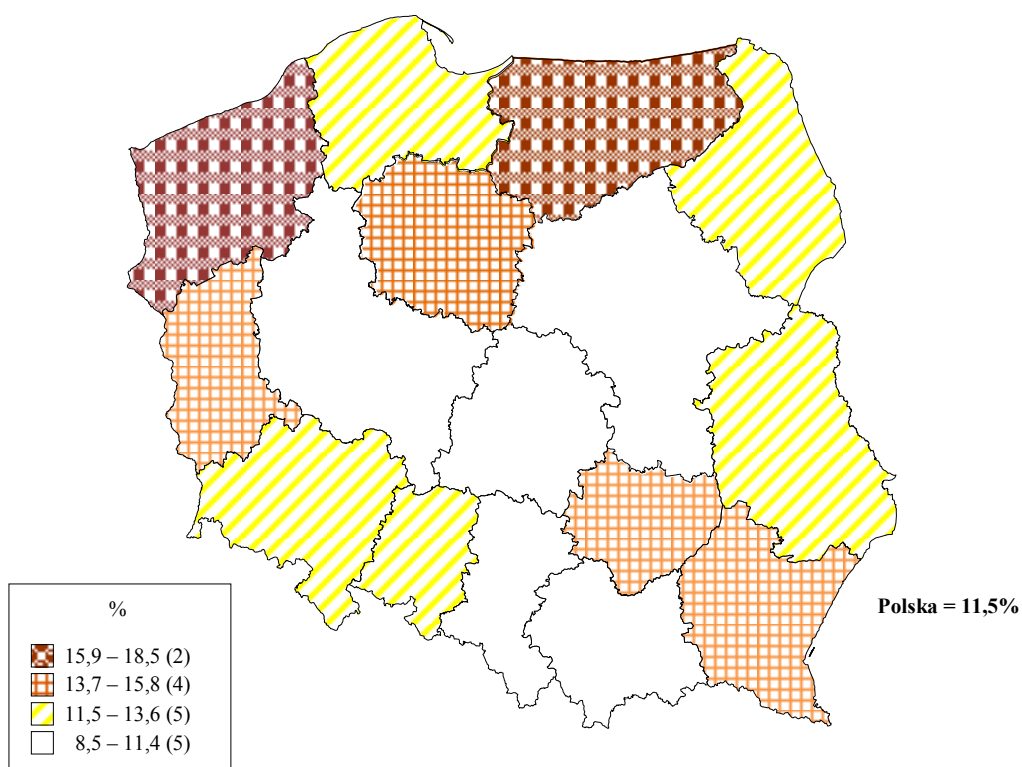 %
15,9 – 18,5 (2)
13,7 – 15,8 (4)
11,5 – 13,6 (5)
8,5 – 11,4 (5)
Polska = 11,5%